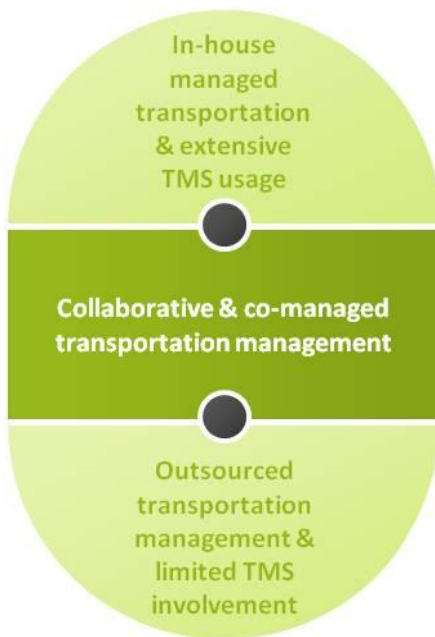 In-house
managed
transportation
& extensive
TMS usage
Collaborative & co-managed
transportation management
Outsourced
transportation
management &
limited TMS
involvement